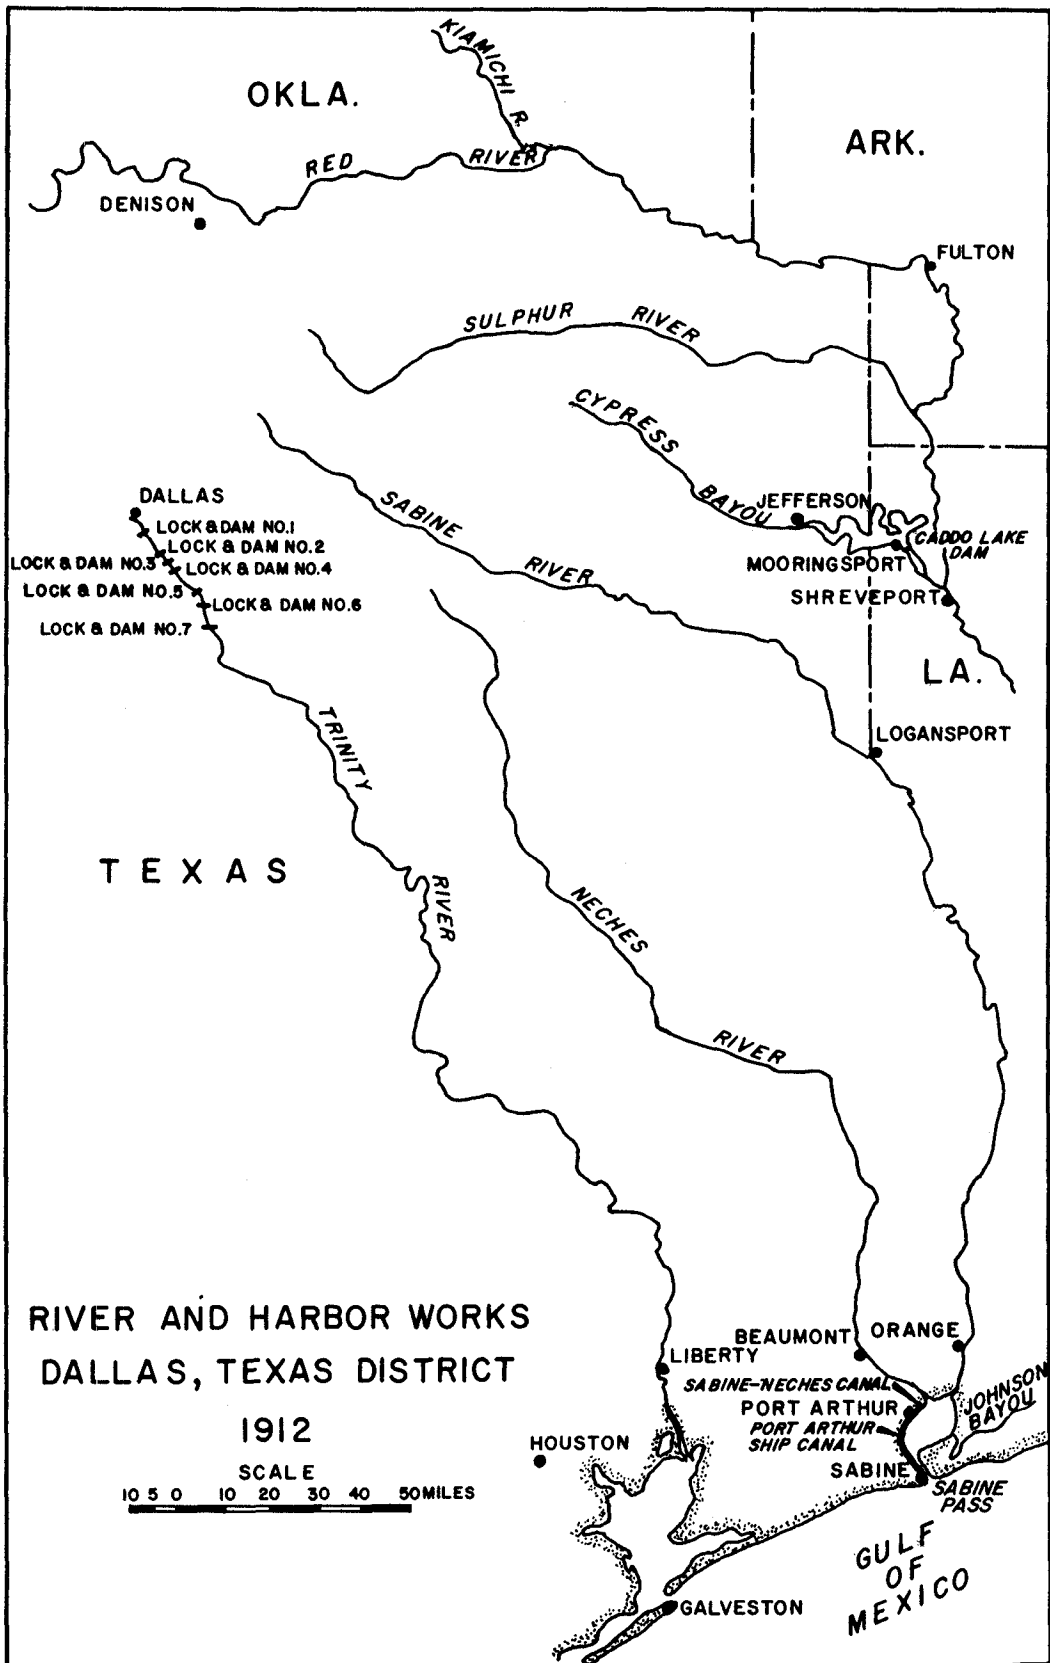 KIAMICHI R.
OKLA.
ARK.
RED RIVER
DENISON
FULTON
SULPHUR RIVER
CYPRESS BAYOU
JEFFERSON
SABINE RIVER
DALLAS
LOCK & DAM NO.1
LOCK & DAM NO.2
LOCK & DAM NO.3
LOCK & DAM NO.4
LOCK & DAM NO.5
LOCK & DAM NO.6
LOCK & DAM NO.7
CADDO LAKE
DAM
MOORINGSPORT
SHREVEPORT
LA.
LOGANSPORT
TRINITY RIVER
TEXAS
NECHES RIVER
RIVER AND HARBOR WORKS
DALLAS, TEXAS DISTRICT
1912
SCALE
10 5 0 10 20 30 40 50 MILES
BEAUMONT
ORANGE
LIBERTY
SABINE-NECHES CANAL
JOHNSON
BAYOU
PORT ARTHUR
PORT ARTHUR
SHIP CANAL
HOUSTON
SABINE
SABINE
PASS
GULF
OF
MEXICO
GALVESTON